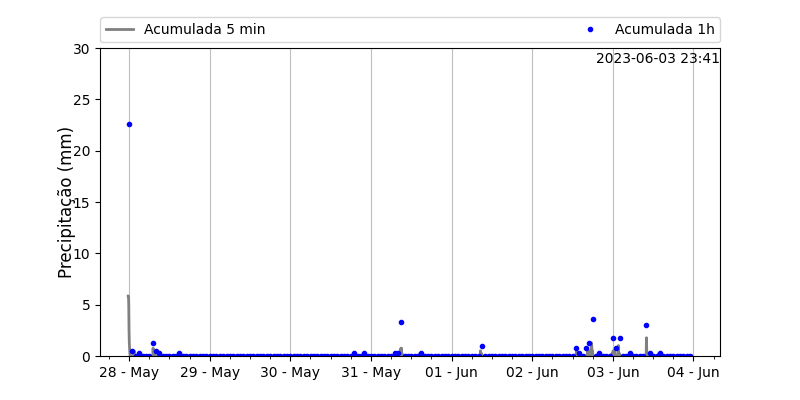 Acumulada 5 min
Acumulada 1h
2023-06-03 23:41
Precipitação (mm)
30
25
20
15
10
5
0
28 - May
29 - May
30 - May
31 - May
01 - Jun
02 - Jun
03 - Jun
04 - Jun